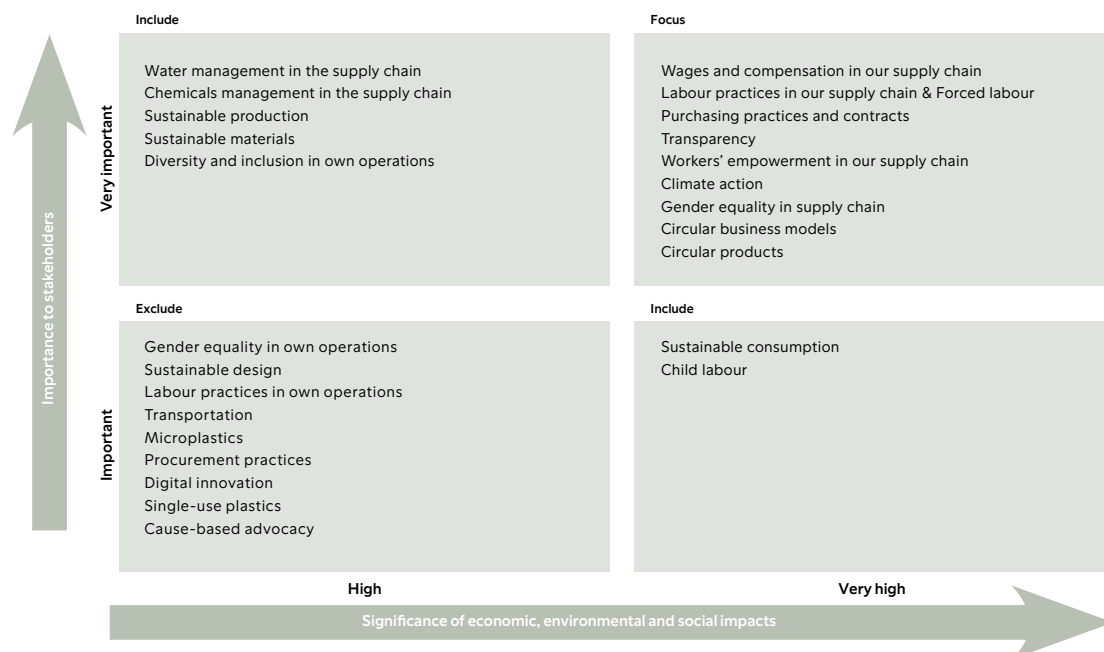 Include
Focus
Water management in the supply chain
Chemicals management in the supply chain
Sustainable production
Sustainable materials
Diversity and inclusion in own operations
Wages and compensation in our supply chain
Labour practices in our supply chain & Forced labour
Purchasing practices and contracts
Transparency
Workers’ empowerment in our supply chain
Climate action
Gender equality in supply chain
Circular business models
Circular products
Very important
Importance to stakeholders
Exclude
Include
Gender equality in own operations
Sustainable design
Labour practices in own operations
Transportation
Microplastics
Procurement practices
Digital innovation
Single-use plastics
Cause-based advocacy
Sustainable consumption
Child labour
Important
High
Very high
Significance of economic, environmental and social impacts